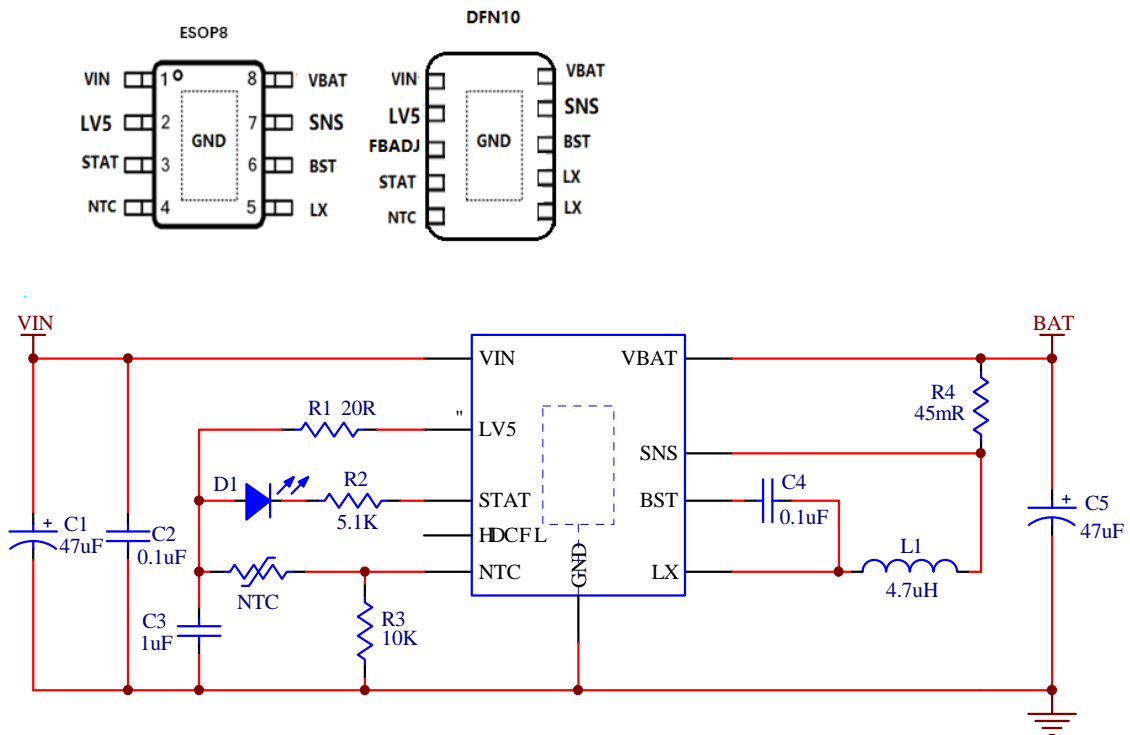 ESOP8
VIN 1 8 VBAT
LV5 2 7 SNS
GND
STAT 3 6 BST
NTC 4 5 LX
DFN10
VIN VBAT
LV5 SNS
FBADJ GND BST
STAT LX
NTC LX
VIN BAT
VIN VBAT
R4
45mR
R1 20R " LV5
SNS
D1 R2 STAT BST C4
5.1K 0.1uF
C1 + 47uF
C2 0.1uF
C5 + 47uF
HDCFL
L1
NTC LX
4.7uH
NTC
GND
C3
1uF
R3
10K